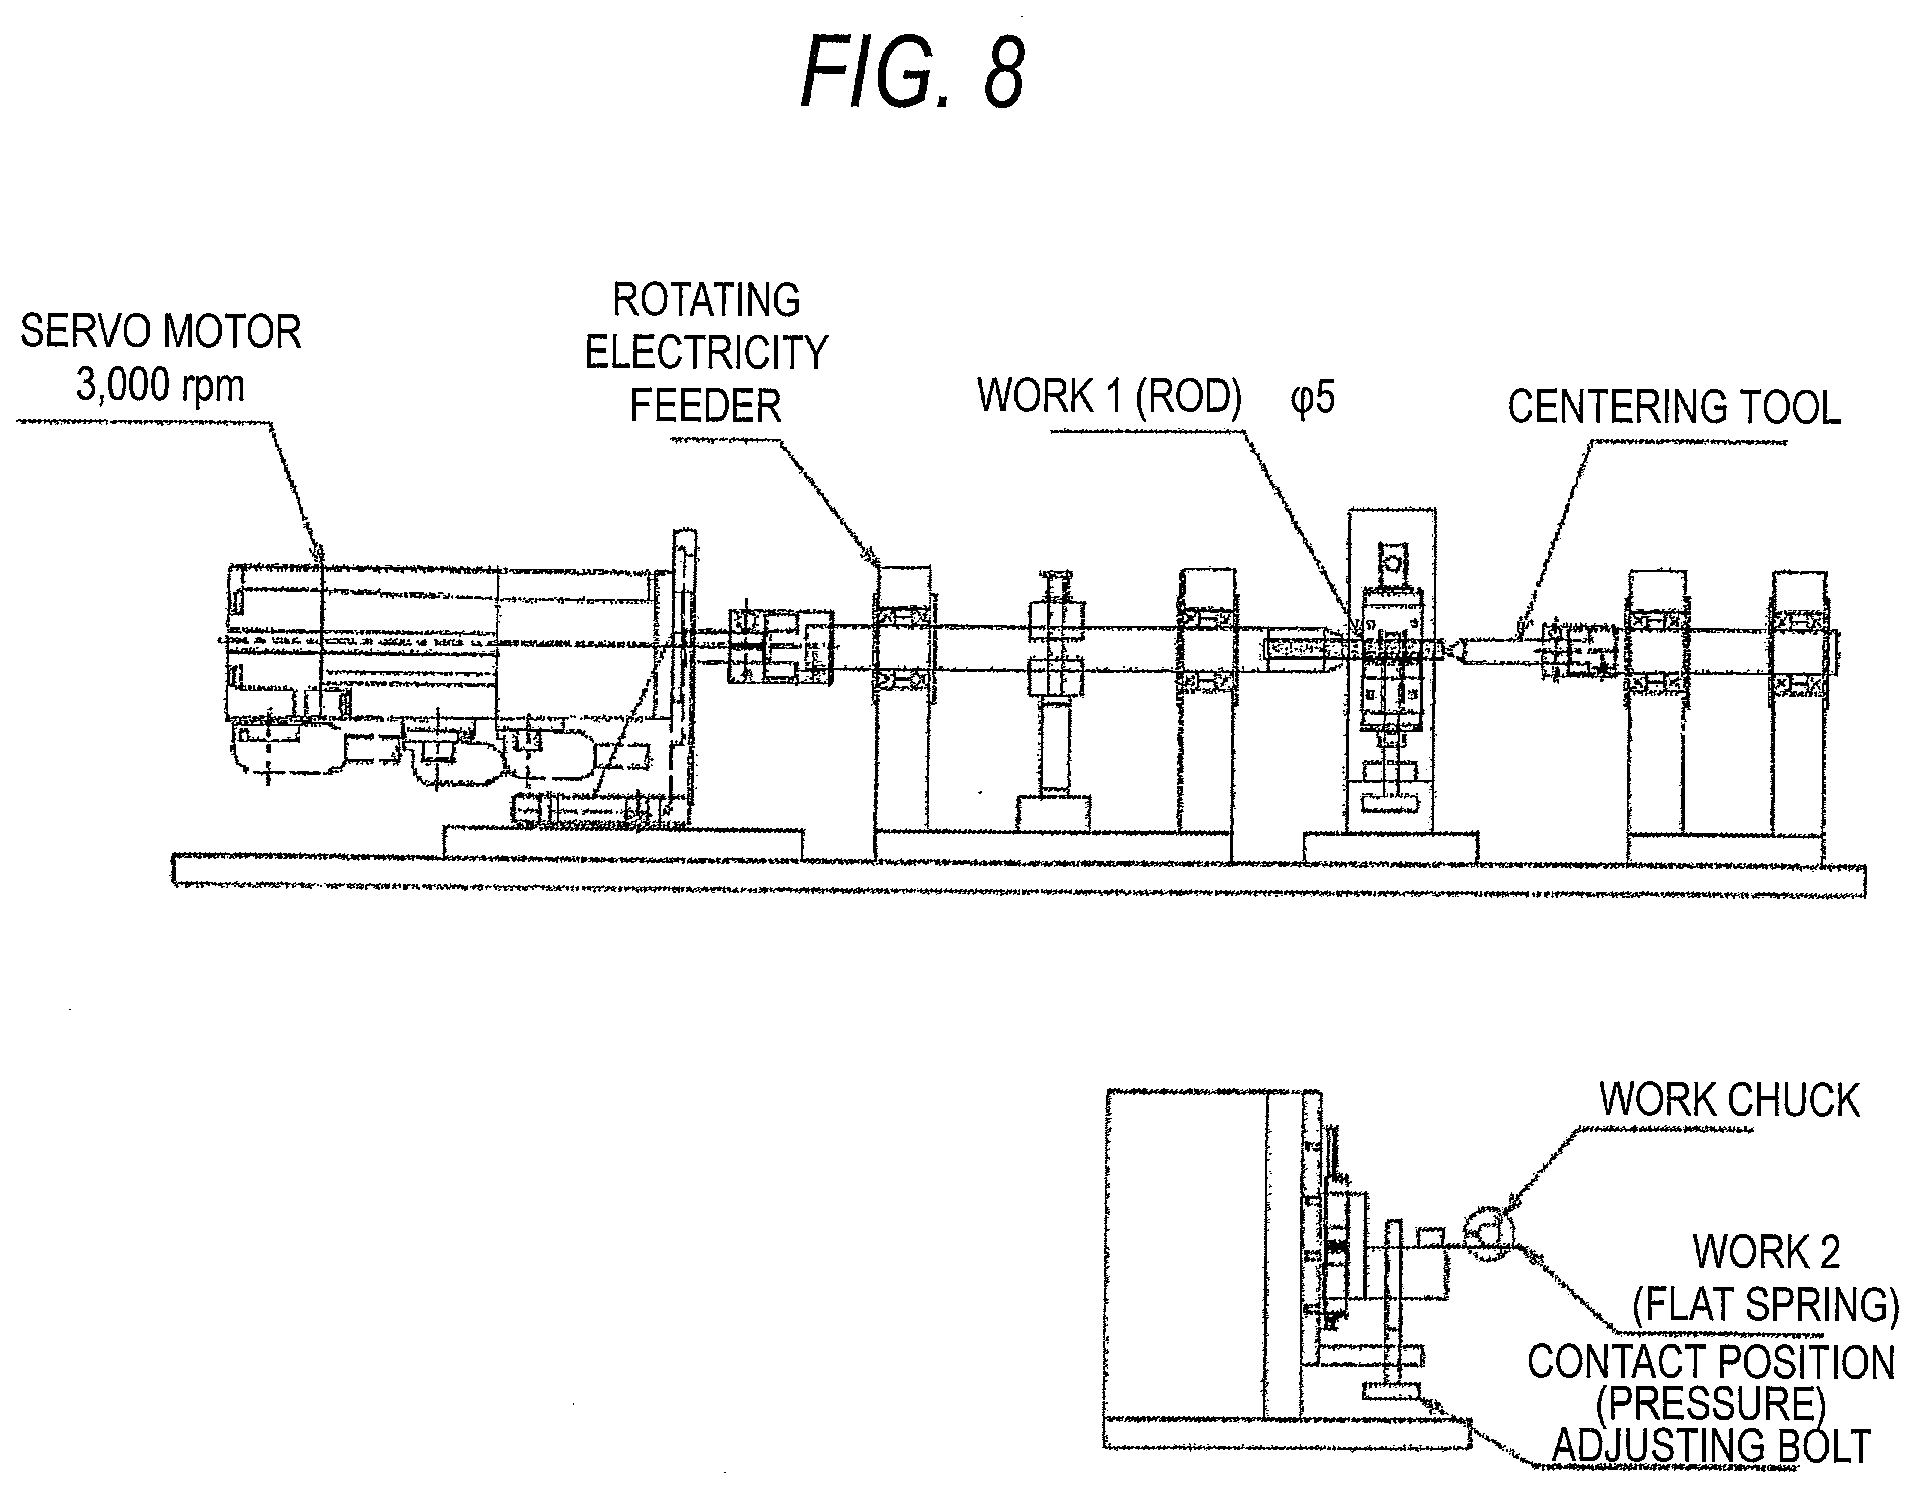 FIG. 8
SERVO MOTOR
3,000 rpm
ROTATING
ELECTRICITY
FEEDER
WORK 1 (ROD) φ5
CENTERING TOOL
WORK CHUCK
WORK 2
(FLAT SPRING)
CONTACT POSITION
(PRESSURE)
ADJUSTING BOLT